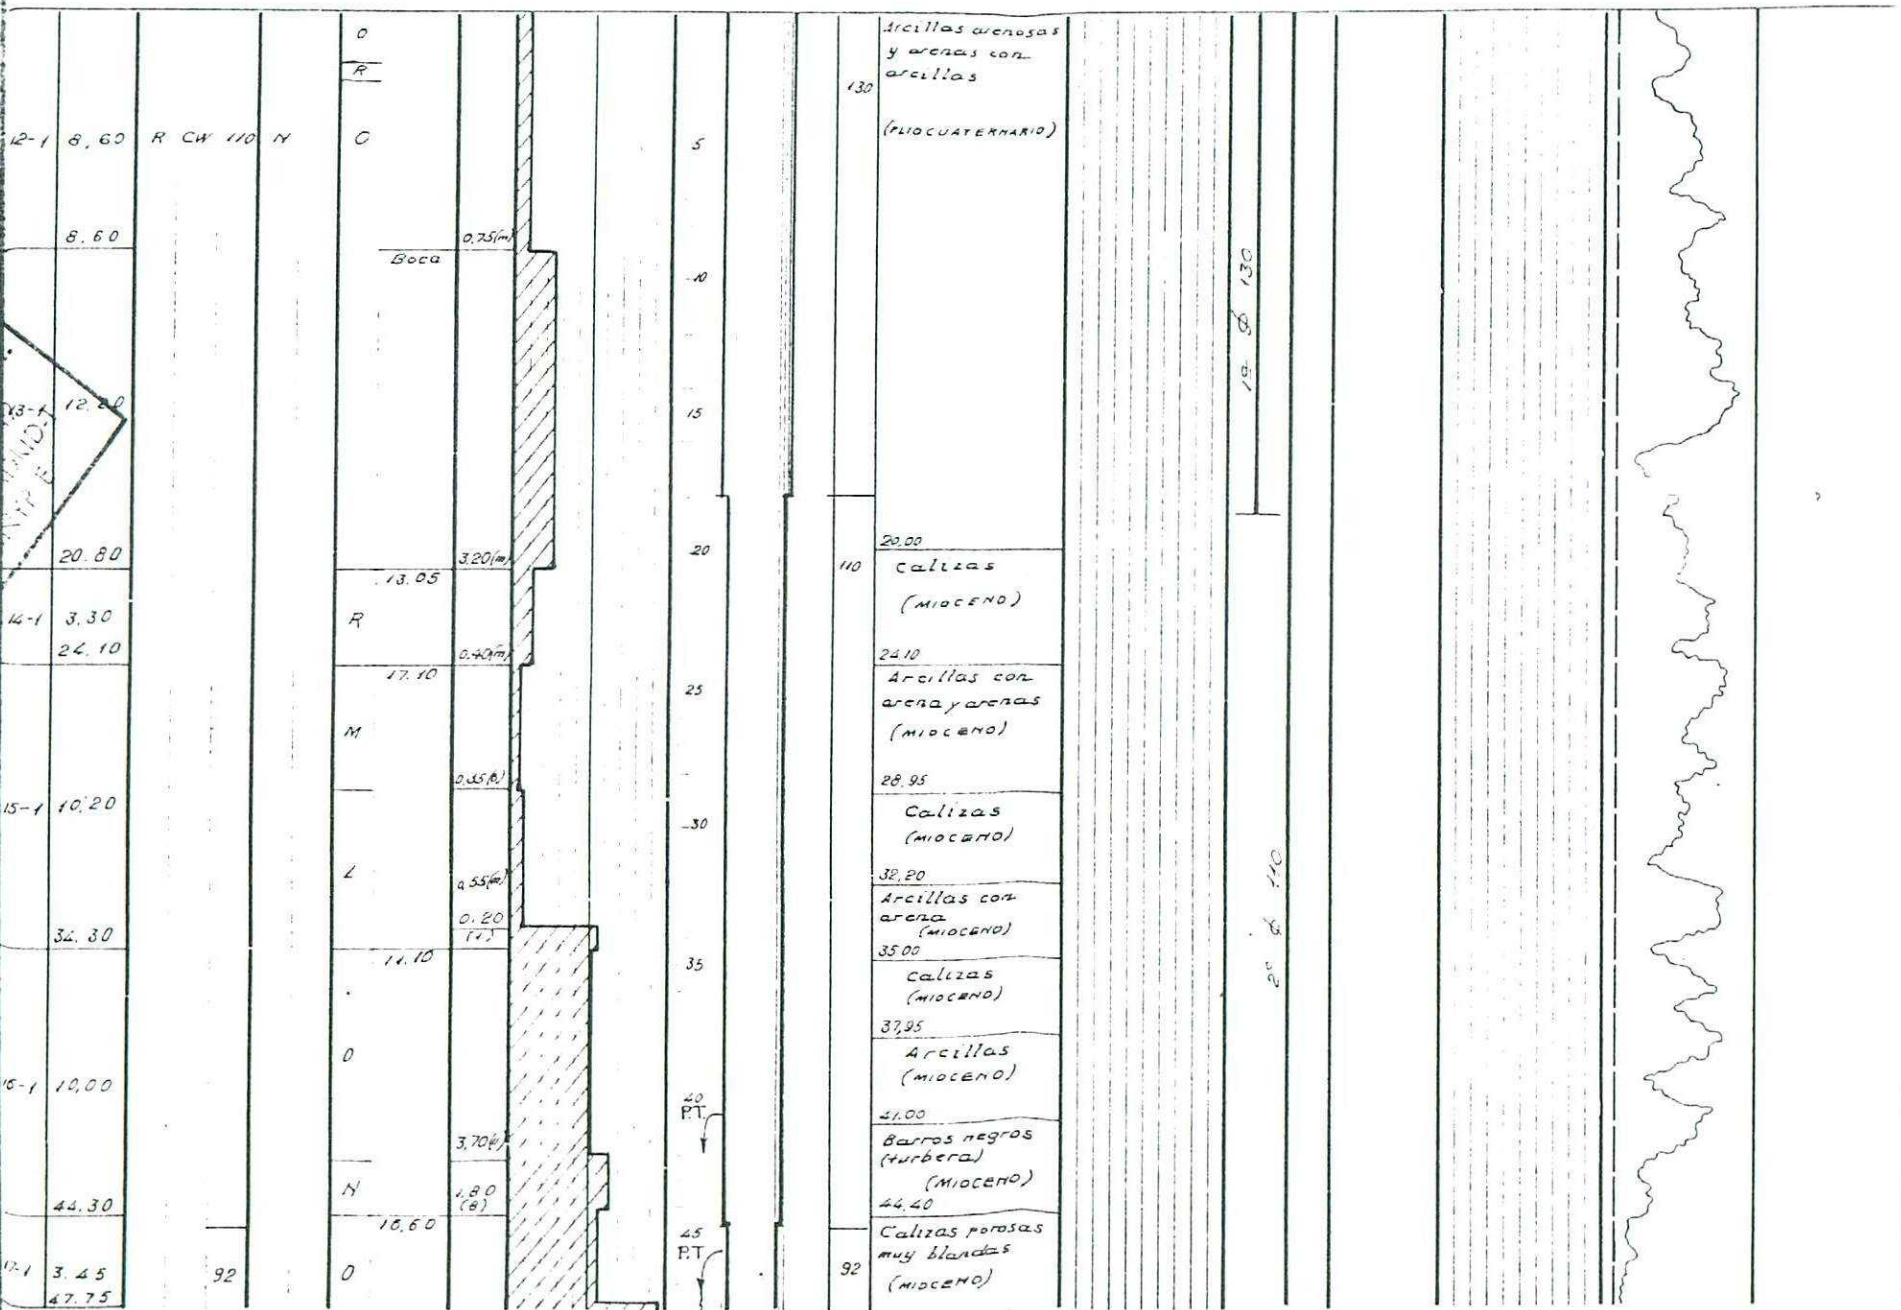 O
Arcillas arenosas
y arenas con
arcillas
R
130
12-1 8,60 R CW 110 N O
5
(PLIOCUATERNARIO)
8.60
0,75(m)
Boca
10
1º Ø 130
13-1 12.20
15
20.80
3,20(m)
13.05
20
20,00
110
Calizas
(MIOCENO)
14-1 3,30
R
24.10
0.40(m)
17.10
24,10
25
Arcillas con
arena y arenas
(MIOCENO)
M
28,95
15-1 10,20
30
Calizas
(MIOCENO)
2º Ø 110
L
0,55(m)
32,20
0.20
Arcillas con
arena
(MIOCENO)
34.30
35,00
35
Calizas
(MIOCENO)
37,95
O
Arcillas
(MIOCENO)
16-1 10,00
40
P.T.
41.00
3,70
Barros negros
(turbera)
(MIOCENO)
N
1.80
44.30
44,40
16,60
45
P.T.
Calizas porosas
muy blandas
(MIOCENO)
17-1 3.45
92
O
92
47.75